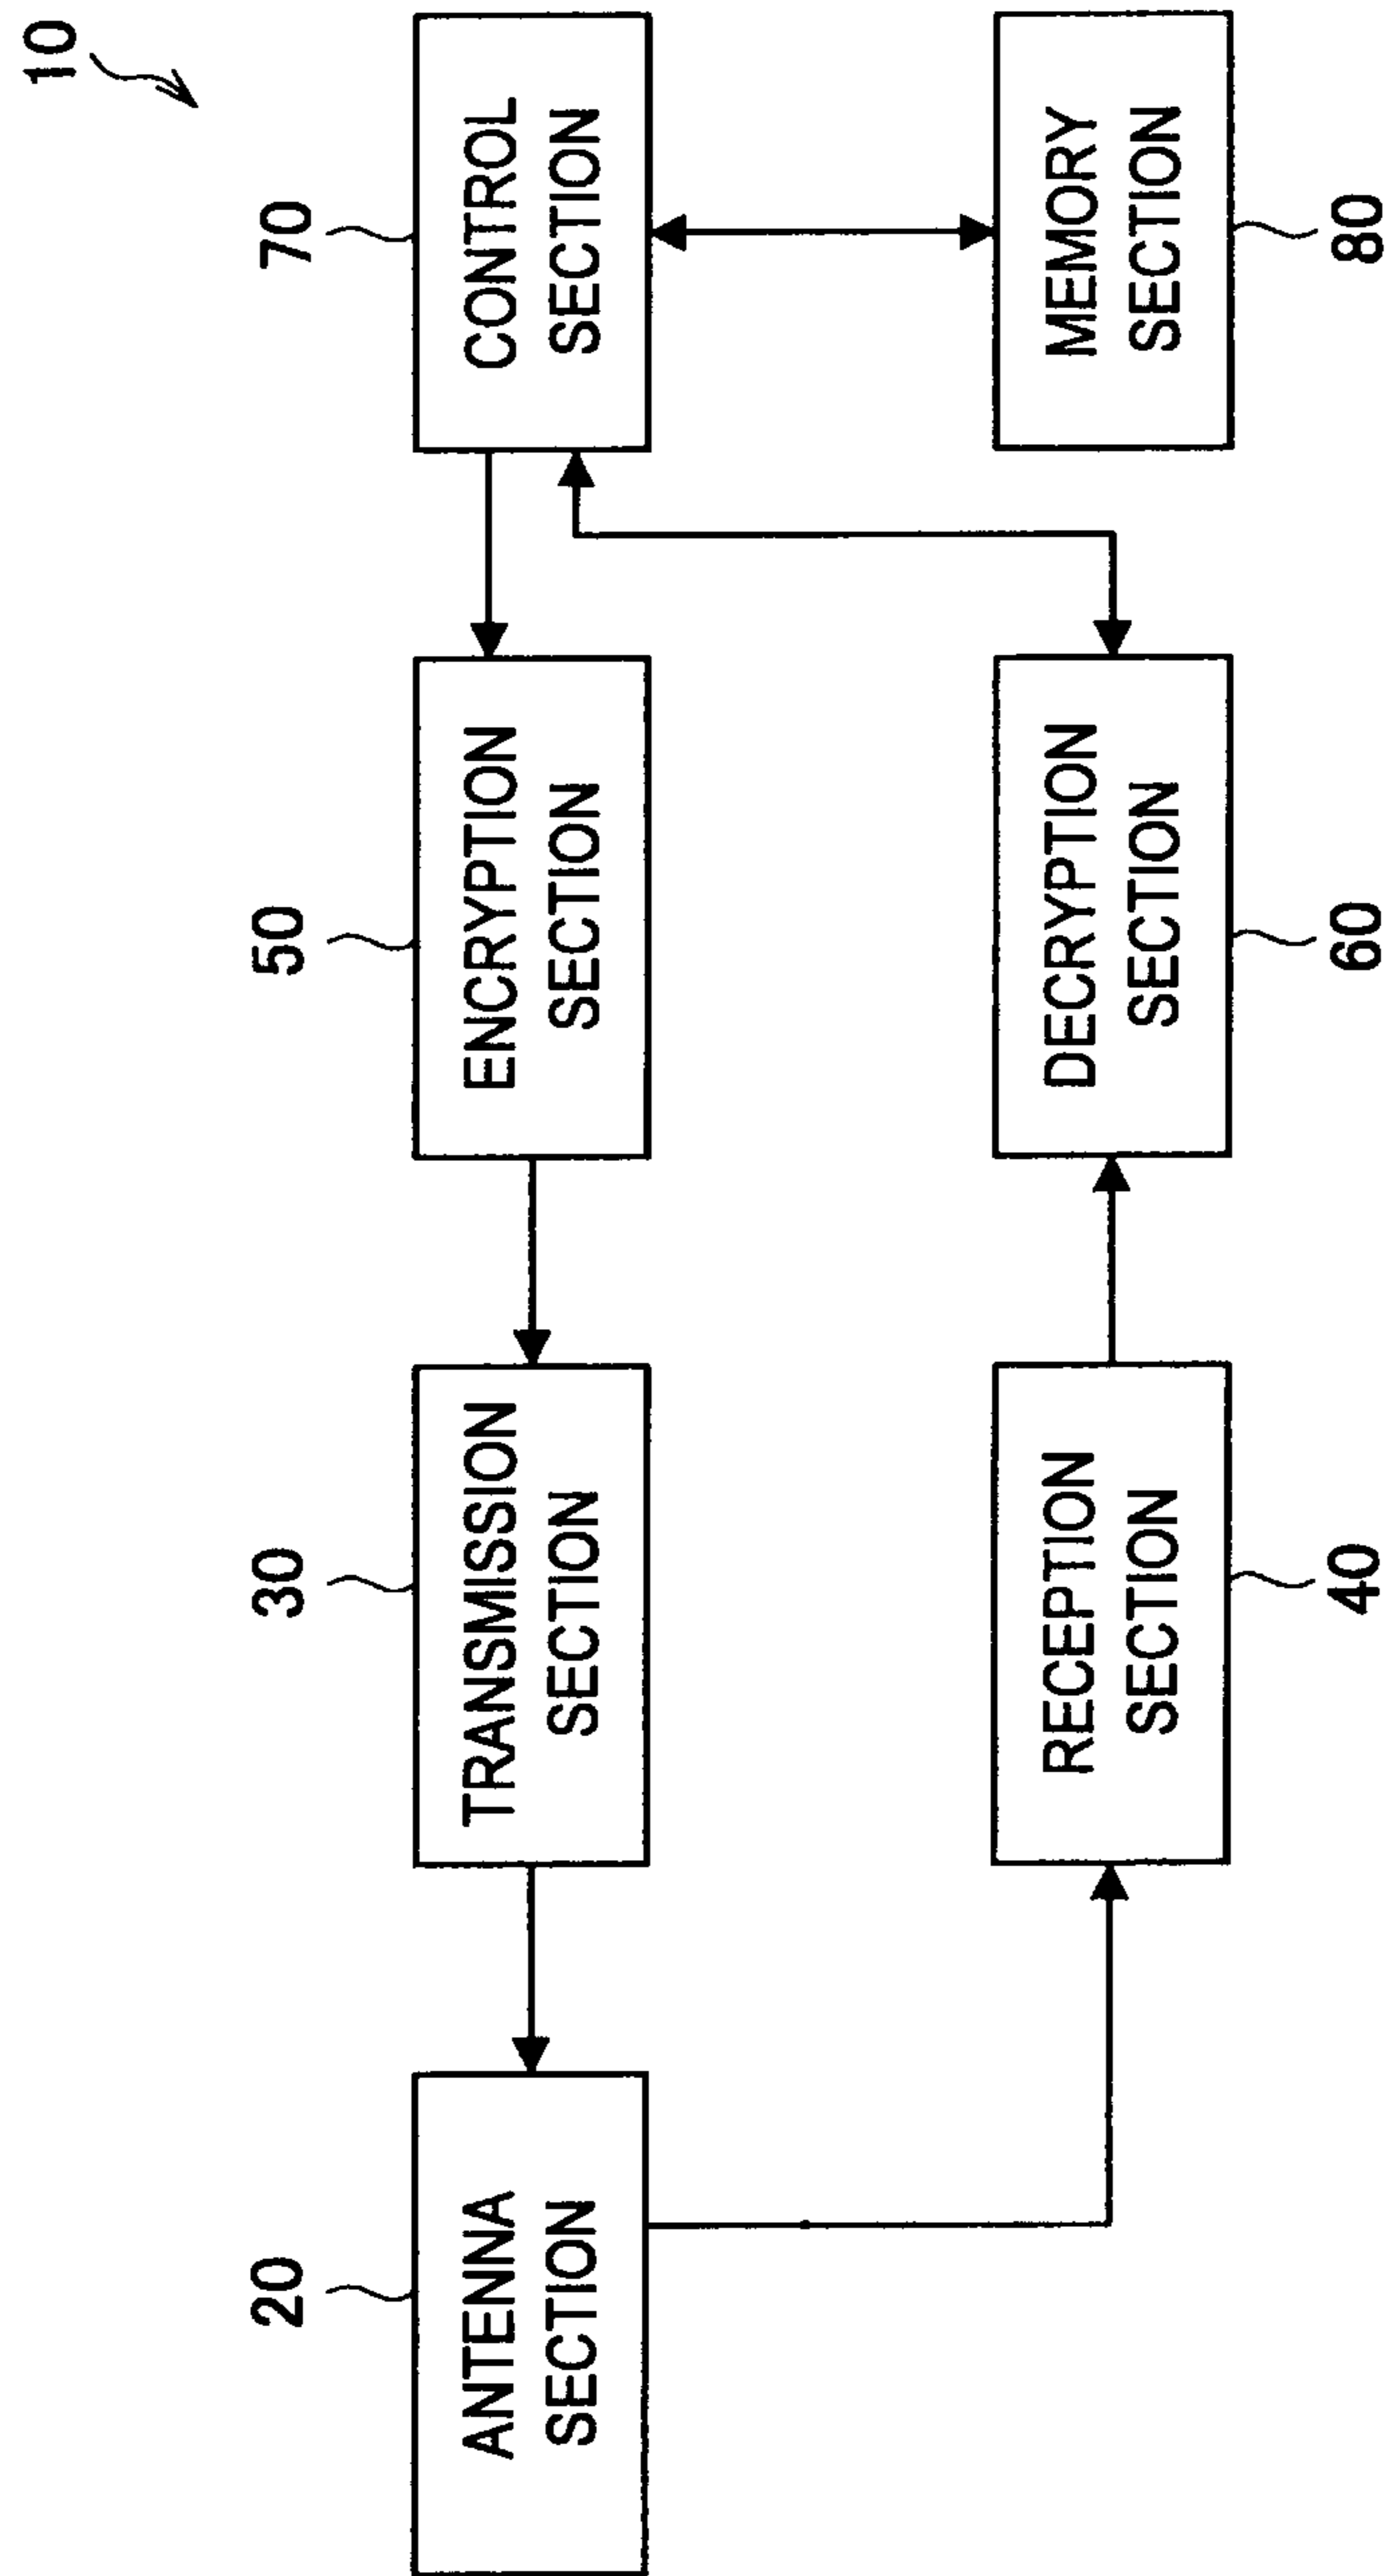 10
20
30
50
70
ANTENNA
SECTION
TRANSMISSION
SECTION
ENCRYPTION
SECTION
CONTROL
SECTION
RECEPTION
SECTION
DECRYPTION
SECTION
MEMORY
SECTION
40
60
80